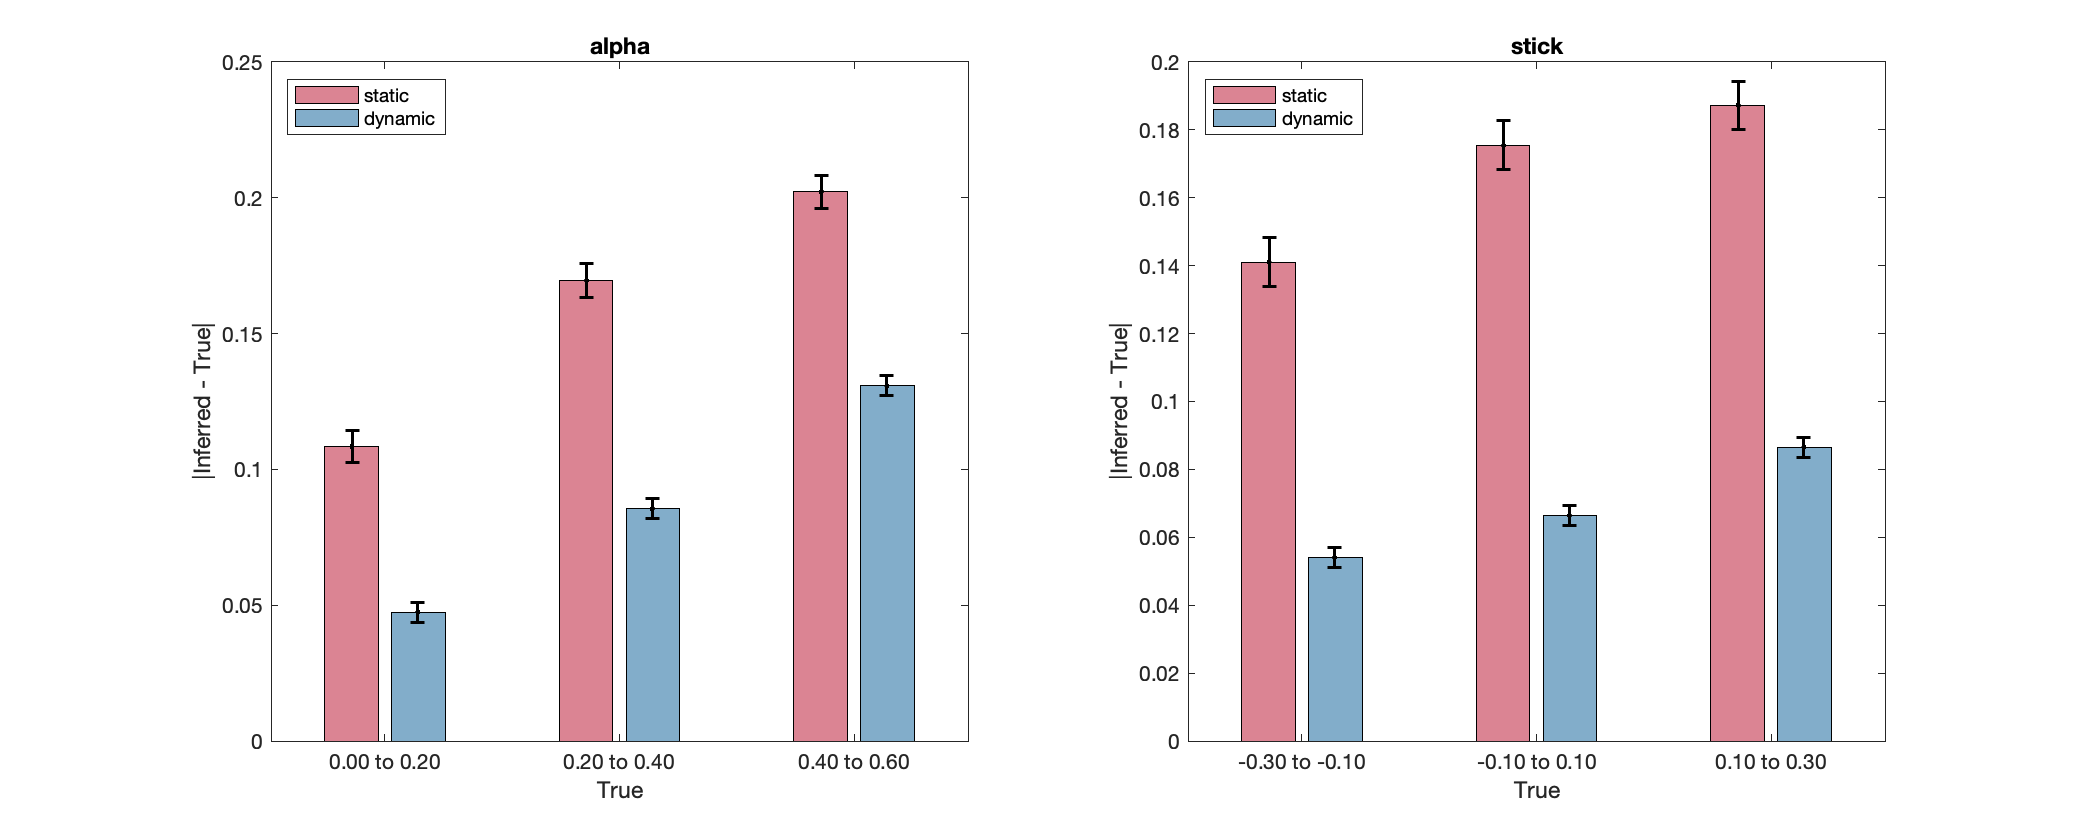 alpha
0.25
0.2
0.15
0.1
0.05
0
|Inferred - True|
static
dynamic
0.00 to 0.20
0.20 to 0.40
0.40 to 0.60
True
stick
0.2
0.18
0.16
0.14
0.12
0.1
0.08
0.06
0.04
0.02
0
|Inferred - True|
static
dynamic
-0.30 to -0.10
-0.10 to 0.10
0.10 to 0.30
True